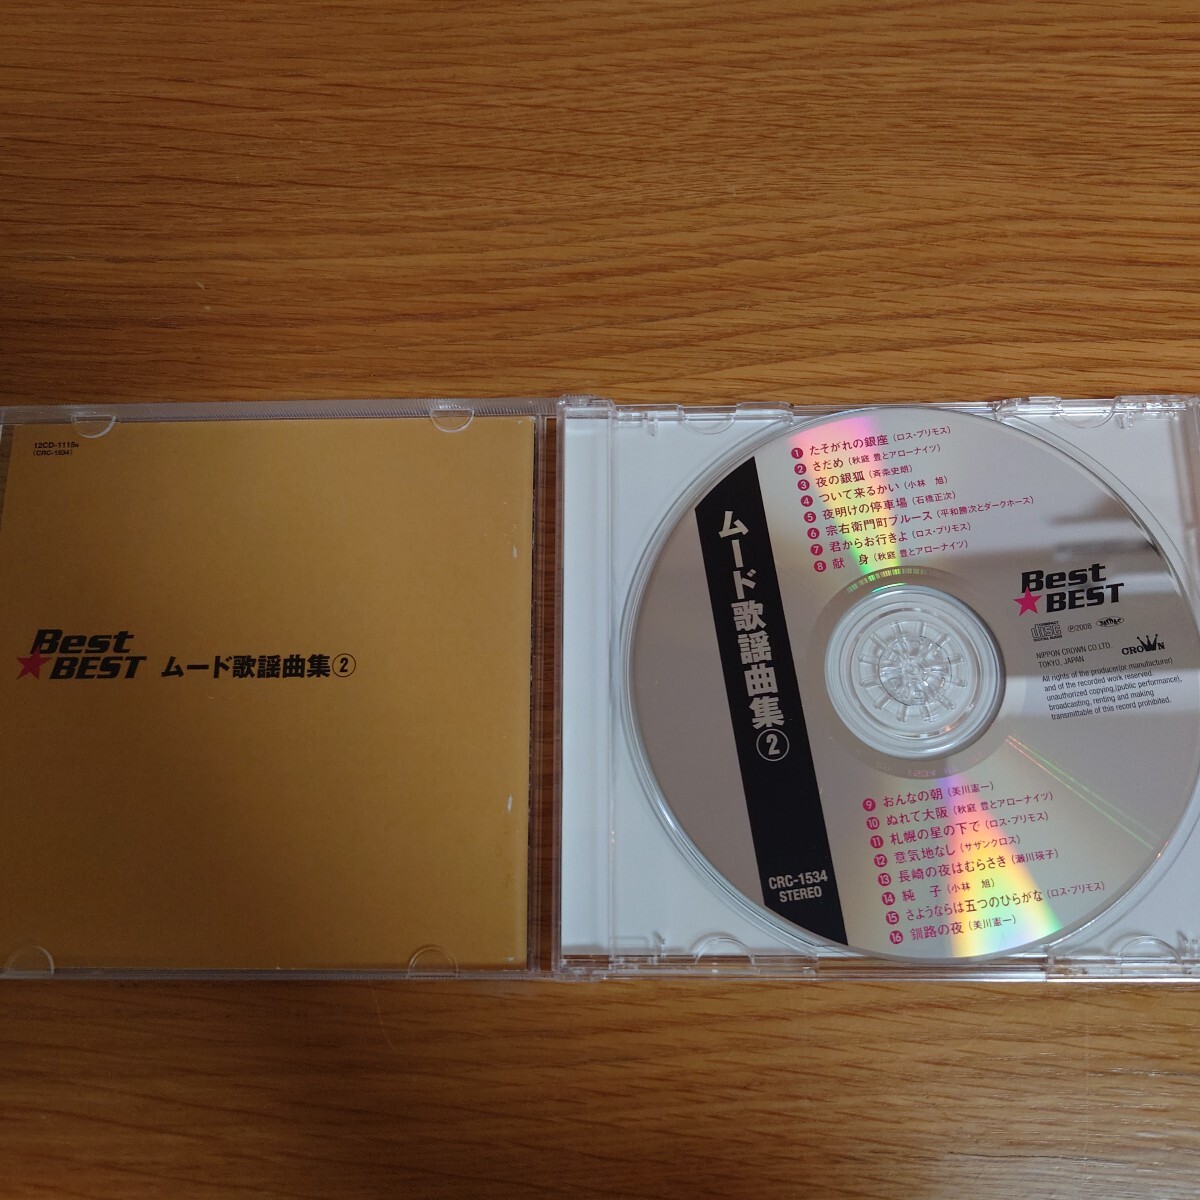 12CD-1115N
(CRC-1534)
Best
BEST ムード歌謡曲集②
ムード歌謡曲集②
CRC-1534
STEREO
1 たそがれの銀座(ロス・プリモス)
2 さだめ(秋庭 豊とアローナイツ)
3 夜の銀狐(斉条史朗)
4 ついて来るかい(小林 旭)
5 夜明けの停車場(石橋正次)
6 宗右衛門町ブルース(平和勝次とダークホース)
7 君からお行きよ(ロス・プリモス)
8 献 身(秋庭 豊とアローナイツ)
Best
BEST
COMPACT
disc
DIGITAL AUDIO
Ⓟ2008
NIPPON CROWN CO.LTD.
TOKYO, JAPAN
CROWN
All rights of the producer(or manufacturer)
and of the recorded work reserved.
unauthorized copying,(public performance),
broadcasting, renting and making
transmittable of this record prohibited.
9 おんなの朝(美川憲一)
10 ぬれて大阪(秋庭 豊とアローナイツ)
11 札幌の星の下で(ロス・プリモス)
12 意気地なし(サザンクロス)
13 長崎の夜はむらさき(瀬川瑛子)
14 純 子(小林 旭)
15 さようならは五つのひらがな(ロス・プリモス)
16 釧路の夜(美川憲一)